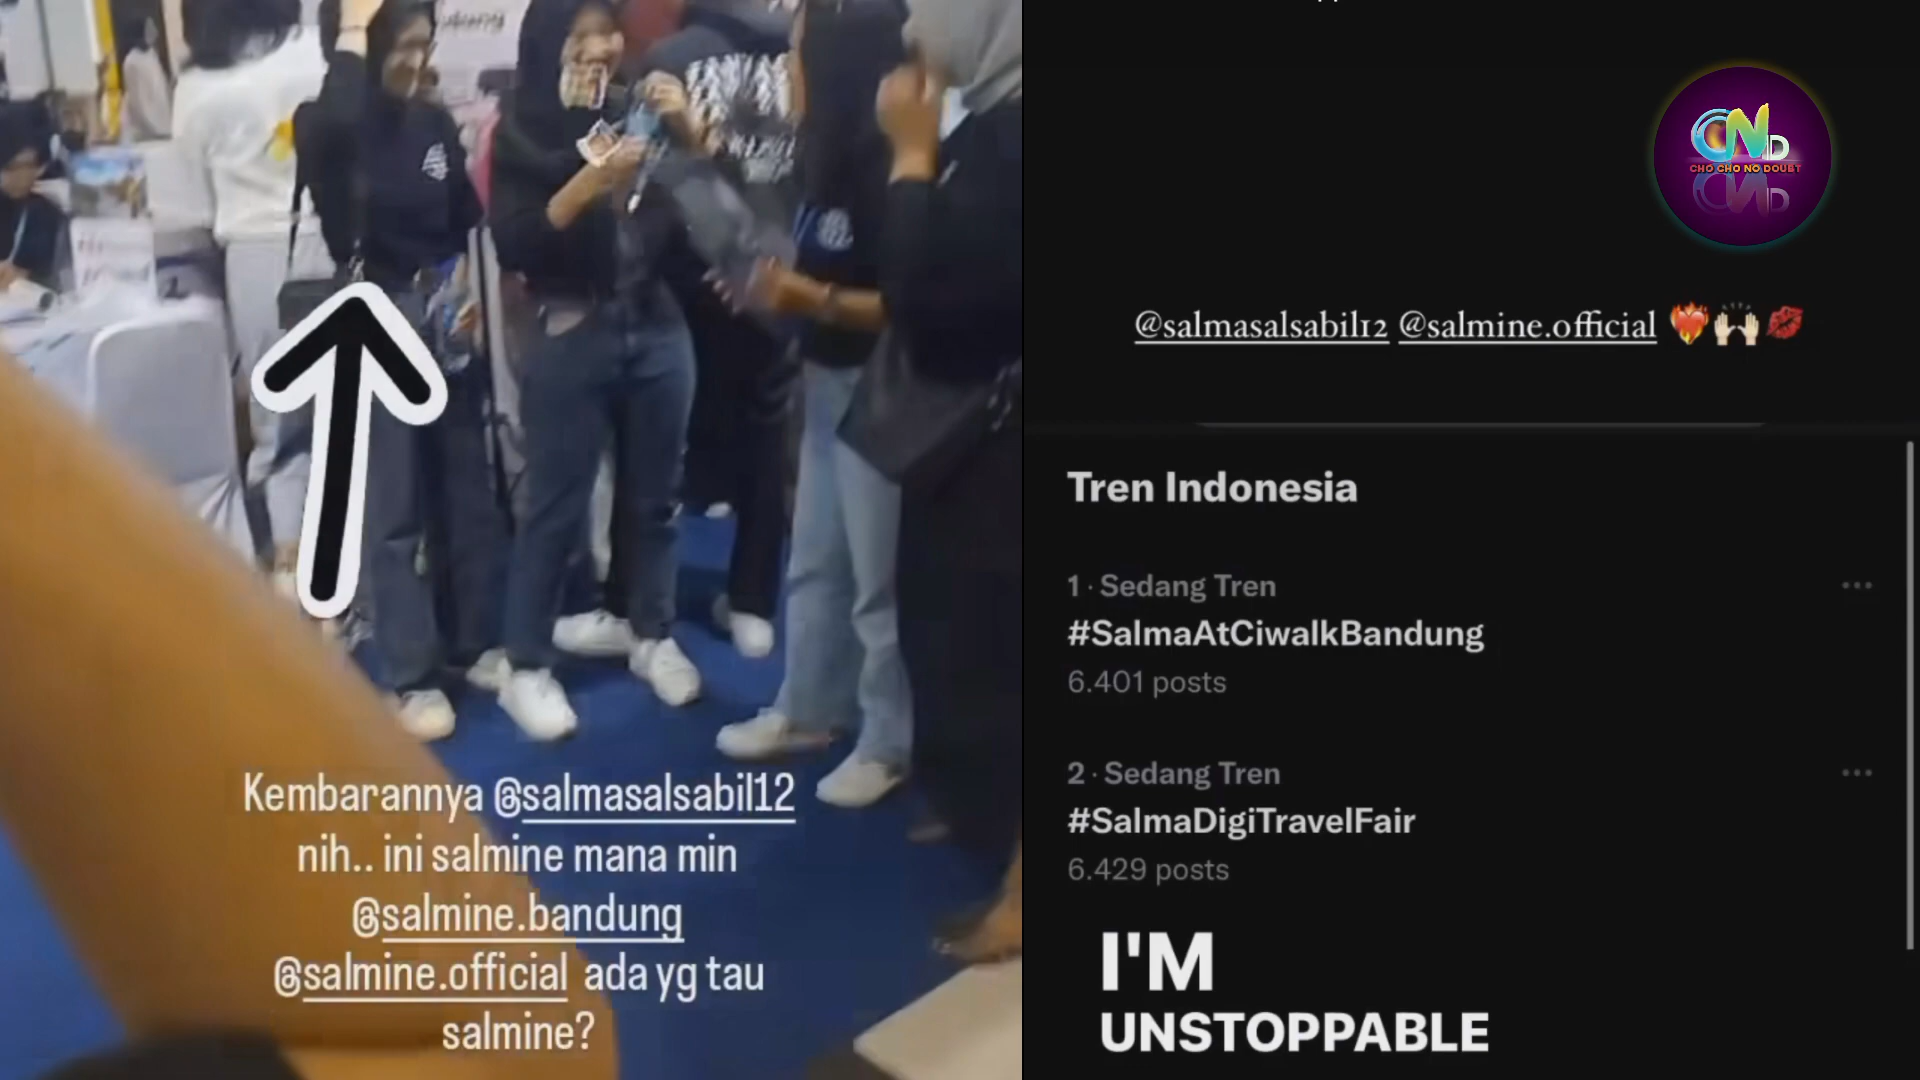 Kembarannya @salmasalsabil12
nih.. ini salmine mana min
@salmine.bandung
@salmine.official ada yg tau
salmine?
CND
CHO CHO NO DOUBT
@salmasalsabil12 @salmine.official ❤️‍🔥🙌🏻💋
Tren Indonesia
1 · Sedang Tren
#SalmaAtCiwalkBandung
6.401 posts
2 · Sedang Tren
#SalmaDigiTravelFair
6.429 posts
I'M
UNSTOPPABLE